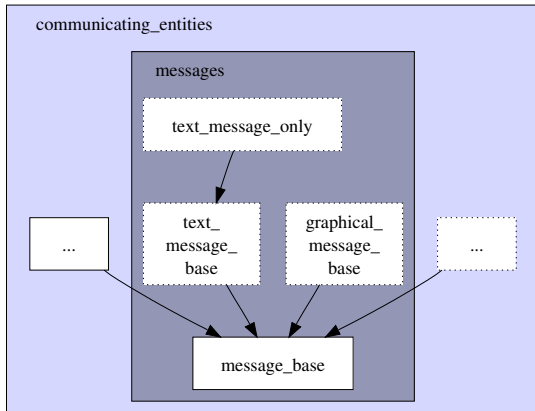 communicating_entities
messages
text_message_only
...
text_
message_
base
graphical_
message_
base
...
message_base